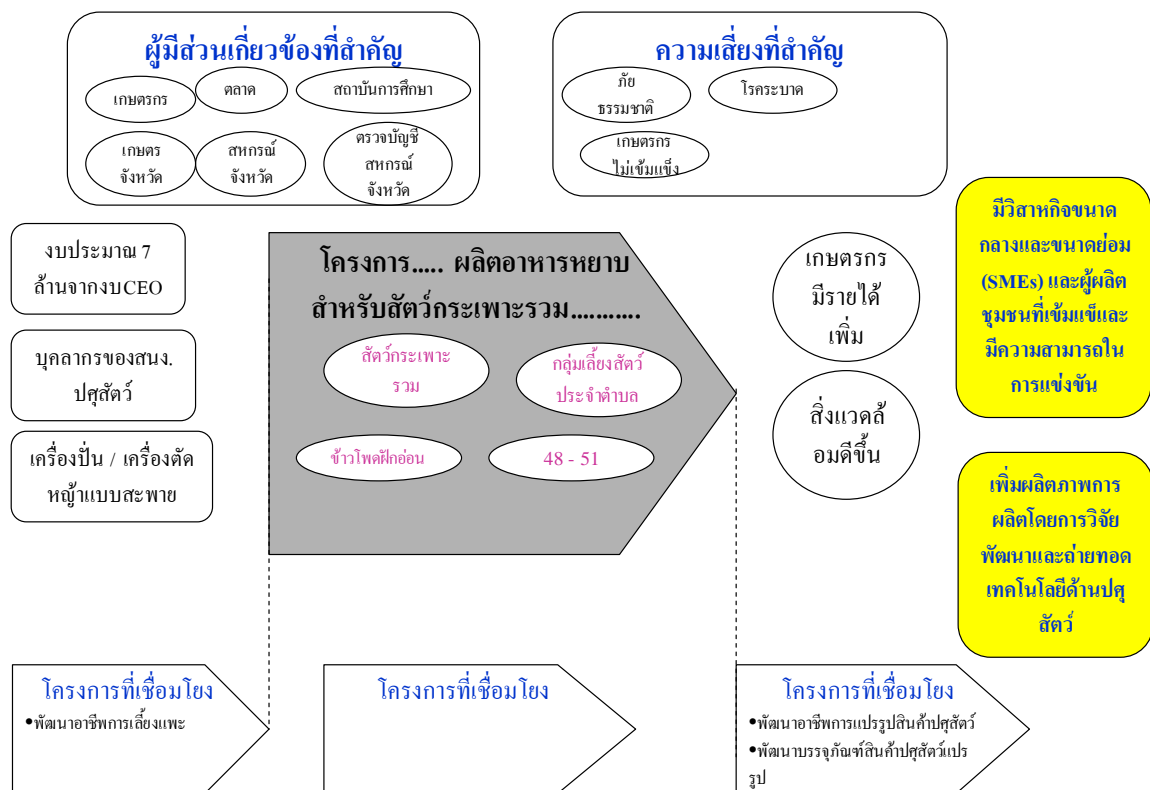 ผู้มีส่วนเกี่ยวข้องที่สำคัญ
เกษตรกร
ตลาด
สถาบันการศึกษา
เกษตร
จังหวัด
สหกรณ์
จังหวัด
ตรวจบัญชี
สหกรณ์
จังหวัด
ความเสี่ยงที่สำคัญ
ภัย
ธรรมชาติ
โรคระบาด
เกษตรกร
ไม่เข้มแข็ง
งบประมาณ 7
ล้านจากงบ CEO
บุคลากรของสนง.
ปศุสัตว์
เครื่องปั่น / เครื่องตัด
หญ้าแบบสะพาย
โครงการ..... ผลิตอาหารหยาบ
สำหรับสัตว์กระเพาะรวม...........
สัตว์กระเพาะ
รวม
กลุ่มเลี้ยงสัตว์
ประจำตำบล
ข้าวโพดฝักอ่อน
48 - 51
เกษตรกร
มีรายได้
เพิ่ม
สิ่งแวดล้
อมดีขึ้น
มีวิสาหกิจขนาด
กลางและขนาดย่อม
(SMEs) และผู้ผลิต
ชุมชนที่เข้มแข็และ
มีความสามารถใน
การแข่งขัน
เพิ่มผลิตภาพการ
ผลิตโดยการวิจัย
พัฒนาและถ่ายทอด
เทคโนโลยีด้านปศุ
สัตว์
โครงการที่เชื่อมโยง
•พัฒนาอาชีพการเลี้ยงแพะ
โครงการที่เชื่อมโยง
โครงการที่เชื่อมโยง
•พัฒนาอาชีพการแปรรูปสินค้าปศุสัตว์
•พัฒนาบรรจุภัณฑ์สินค้าปศุสัตว์แปร
รูป